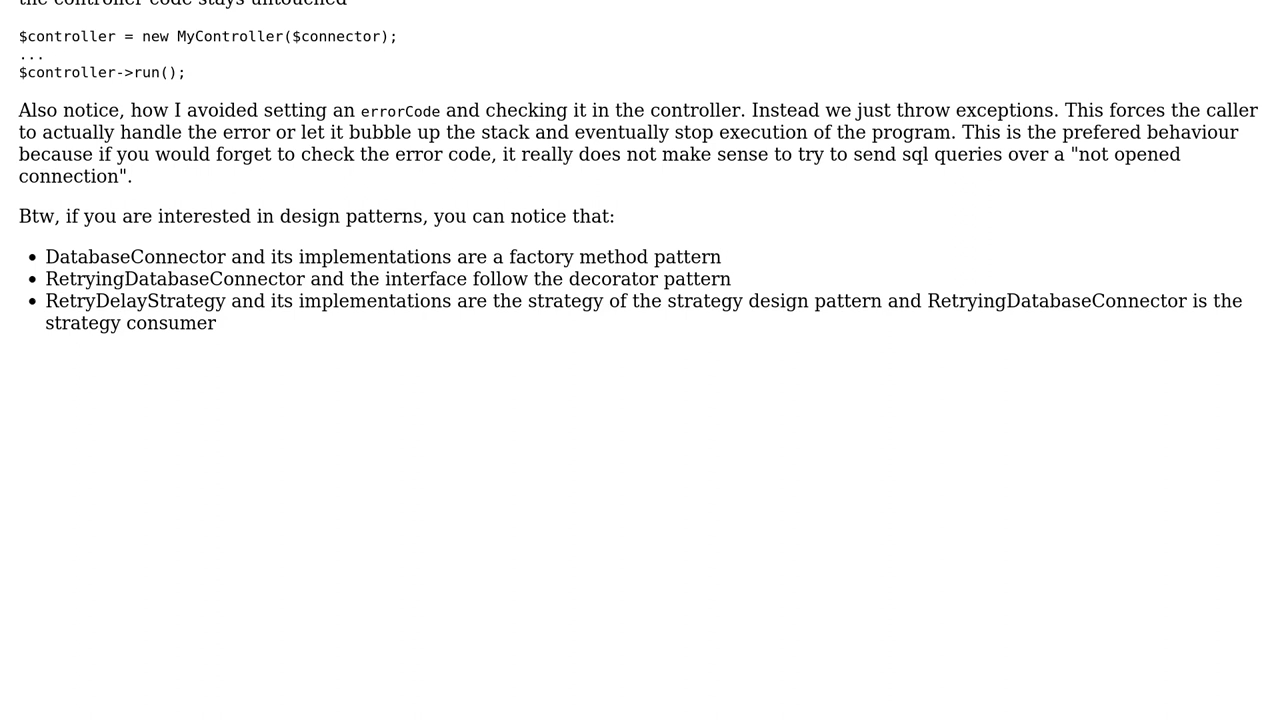 the controller code stays untouched
$controller = new MyController($connector);
...
$controller->run();
Also notice, how I avoided setting an errorCode and checking it in the controller. Instead we just throw exceptions. This forces the caller
to actually handle the error or let it bubble up the stack and eventually stop execution of the program. This is the prefered behaviour
because if you would forget to check the error code, it really does not make sense to try to send sql queries over a "not opened
connection".
Btw, if you are interested in design patterns, you can notice that:
• DatabaseConnector and its implementations are a factory method pattern
• RetryingDatabaseConnector and the interface follow the decorator pattern
• RetryDelayStrategy and its implementations are the strategy of the strategy design pattern and RetryingDatabaseConnector is the
strategy consumer